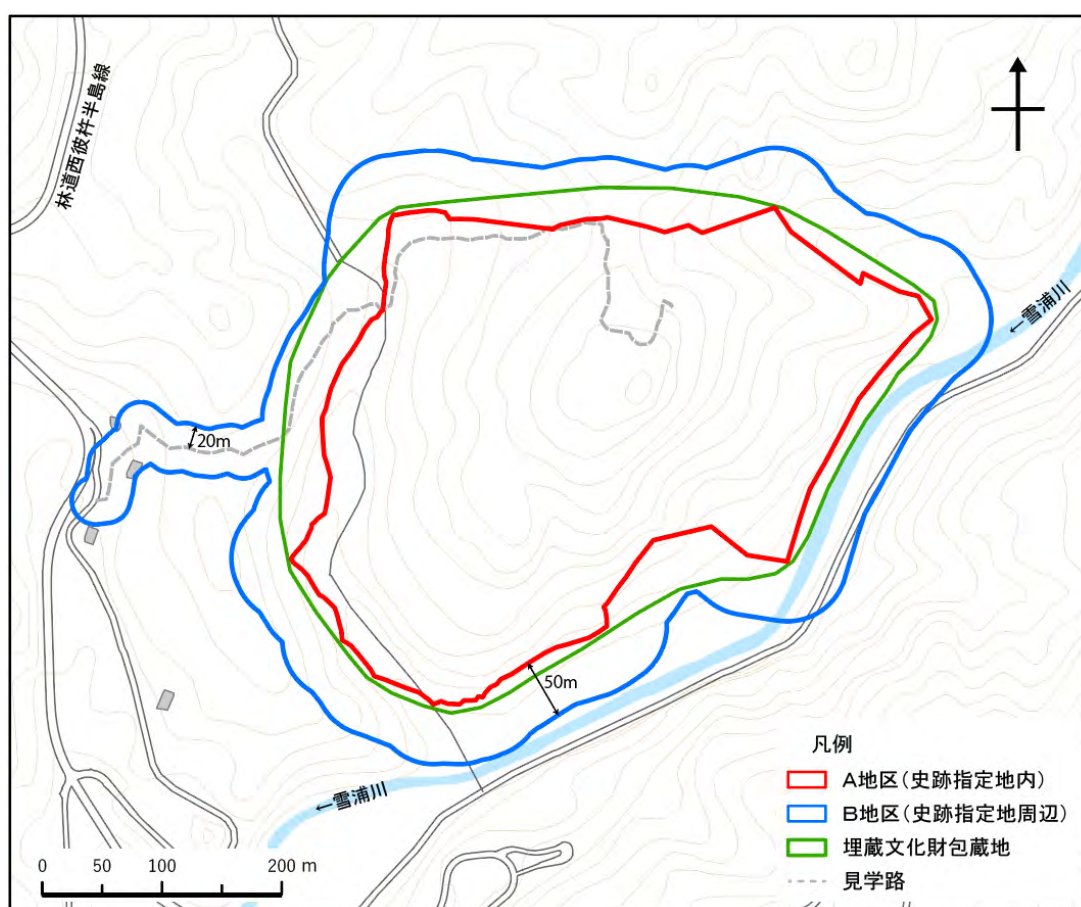 林道西彼杵半島線
←雪浦川
20m
50m
←雪浦川
凡例
A地区（史跡指定地内）
B地区（史跡指定地周辺）
埋蔵文化財包蔵地
見学路
0 50 100 200 m